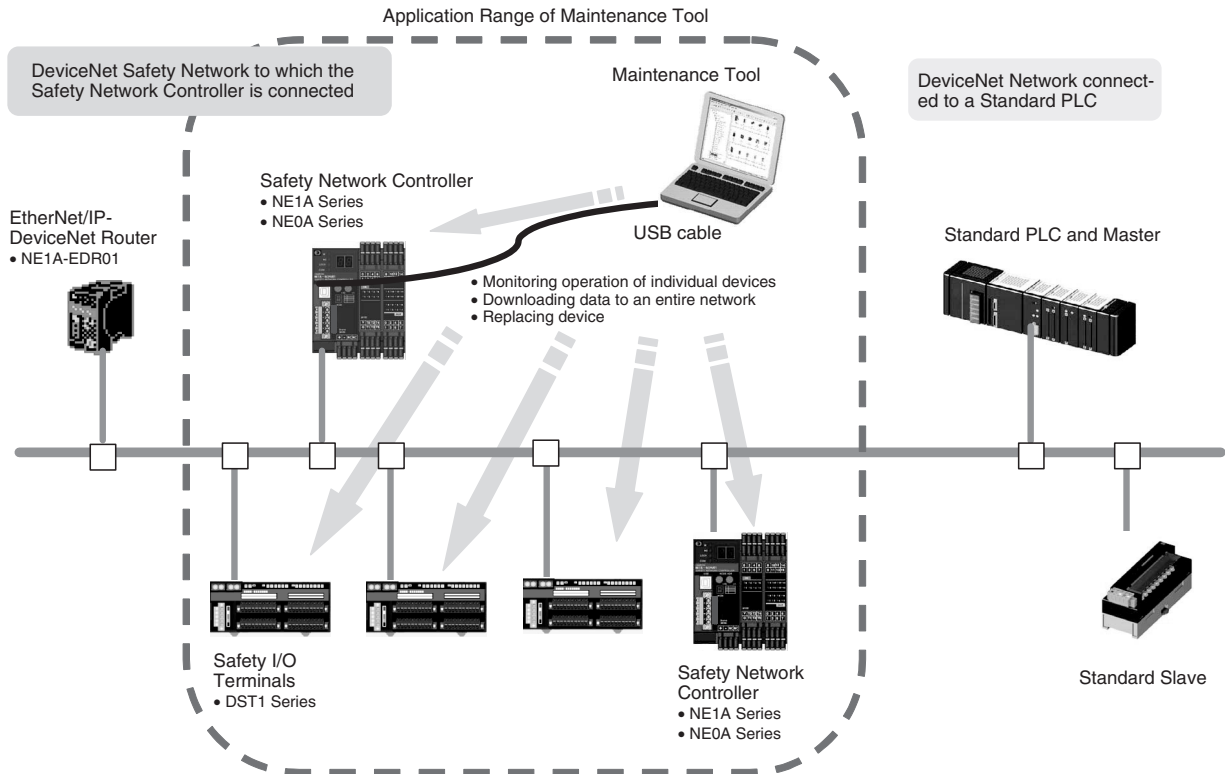 Application Range of Maintenance Tool
DeviceNet Safety Network to which the
Safety Network Controller is connected
Maintenance Tool
DeviceNet Network connect-
ed to a Standard PLC
Safety Network Controller
• NE1A Series
• NE0A Series
EtherNet/IP-
DeviceNet Router
• NE1A-EDR01
USB cable
Standard PLC and Master
• Monitoring operation of individual devices
• Downloading data to an entire network
• Replacing device
Safety I/O
Terminals
• DST1 Series
Safety Network
Controller
• NE1A Series
• NE0A Series
Standard Slave